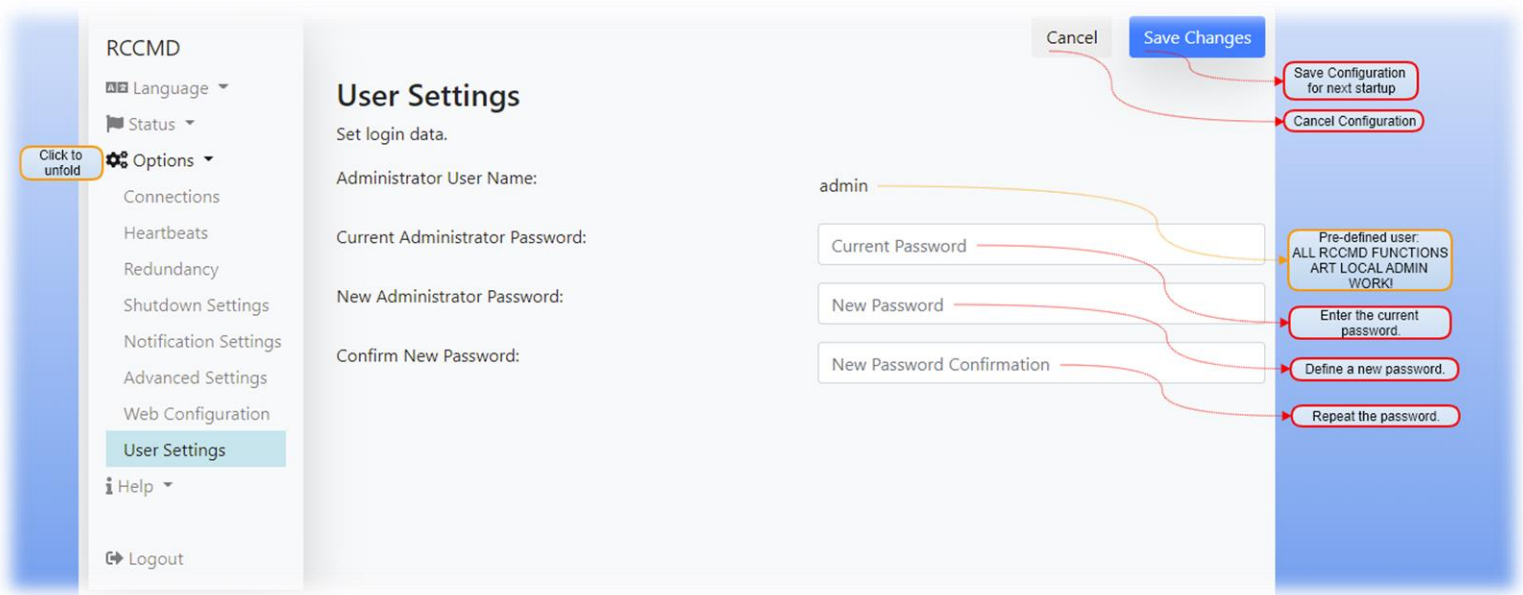 RCCMD
Language
Status
Click to
unfold
Options
Connections
Heartbeats
Redundancy
Shutdown Settings
Notification Settings
Advanced Settings
Web Configuration
User Settings
Help
Logout
Cancel
Save Changes
User Settings
Set login data.
Administrator User Name:
admin
Current Administrator Password:
Current Password
New Administrator Password:
New Password
Confirm New Password:
New Password Confirmation
Save Configuration
for next startup
Cancel Configuration
Pre-defined user:
ALL RCCMD FUNCTIONS
ART LOCAL ADMIN
WORK!
Enter the current
password.
Define a new password.
Repeat the password.